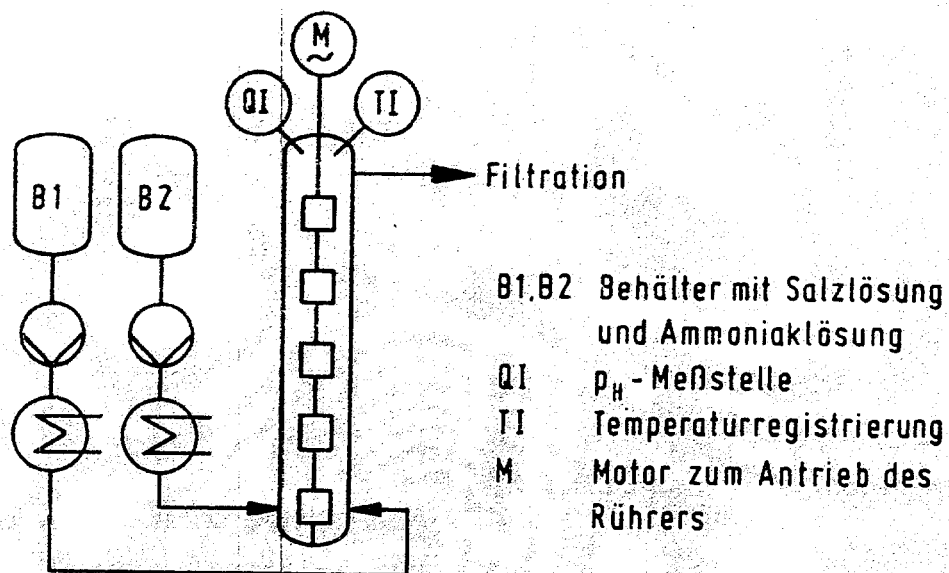 M
~
QI
TI
B1
B2
Filtration
B1,B2 Behälter mit Salzlösung
und Ammoniaklösung
QI pH-Meßstelle
TI Temperaturregistrierung
M Motor zum Antrieb des
Rührers